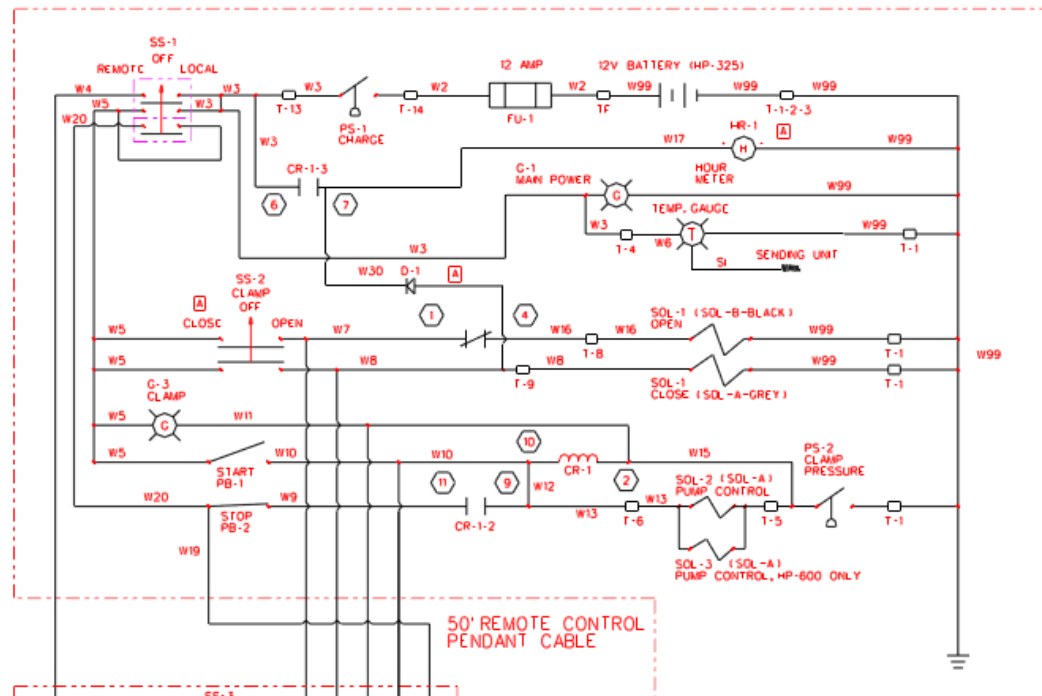 SS-1
OFF
REMOTE LOCAL
W4
W5
W20
W3
W3
W3
T-13
W3
PS-1
CHARGE
T-14
W2
12 AMP
FU-1
W2
TF
W99
12V BATTERY (HP-325)
W99
T-1-2-3
W99
W3
CR-1-3
6
7
W17
HR-1
A
H
HOUR
METER
W99
G-1
MAIN POWER
G
W99
TEMP. GAUGE
W3
T-4
W6
T
W99
T-1
SI
SENDING UNIT
W3
W30
D-1
A
SS-2
CLAMP
OFF
A
CLOSE OPEN
W5
W7
1
4
W16
T-8
W16
SOL-1 (SOL-B-BLACK)
OPEN
W99
T-1
W99
W5
W8
W8
T-9
SOL-1
CLOSE (SOL-A-GREY)
W99
T-1
G-3
CLAMP
W5
G
W11
W5
START
PB-1
W10
W10
10
CR-1
2
W15
PS-2
CLAMP
PRESSURE
W20
STOP
PB-2
W9
11
CR-1-2
9
W12
W13
T-6
W13
SOL-2 (SOL-A)
PUMP CONTROL
T-5
T-1
SOL-3 (SOL-A)
PUMP CONTROL, HP-600 ONLY
W19
50' REMOTE CONTROL
PENDANT CABLE
SS-3